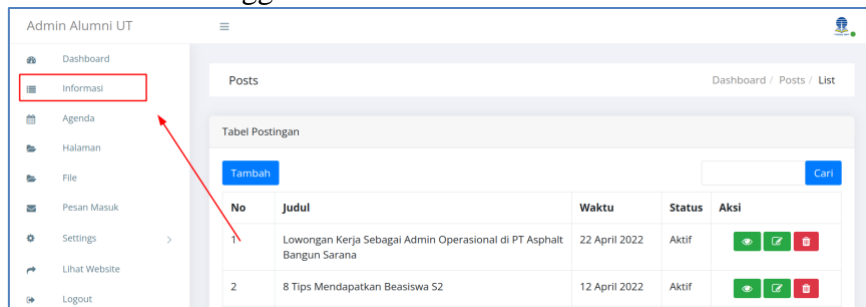 Admin Alumni UT
Dashboard
Informasi
Agenda
Halaman
File
Pesan Masuk
Settings
Lihat Website
Logout
Posts
Dashboard / Posts / List
Tabel Postingan
Tambah
Cari
No Judul Waktu Status Aksi
1 Lowongan Kerja Sebagai Admin Operasional di PT Asphalt 22 April 2022 Aktif
Bangun Sarana
2 8 Tips Mendapatkan Beasiswa S2 12 April 2022 Aktif